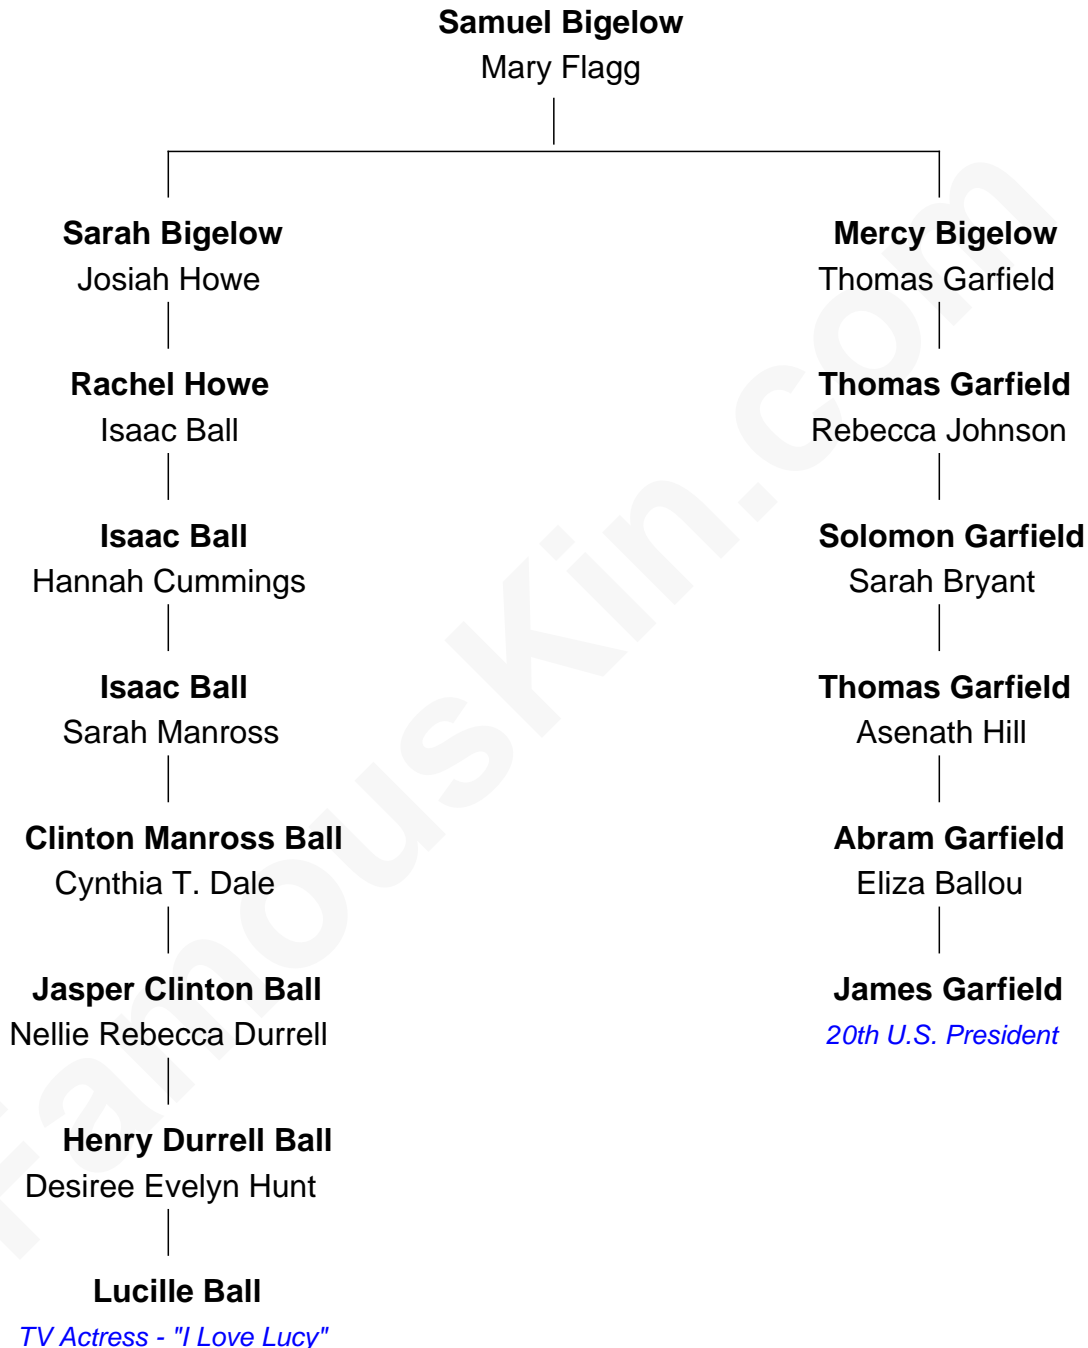 Samuel Bigelow
Mary Flagg
Sarah Bigelow
Josiah Howe
Mercy Bigelow
Thomas Garfield
Rachel Howe
Isaac Ball
Thomas Garfield
Rebecca Johnson
Isaac Ball
Hannah Cummings
Solomon Garfield
Sarah Bryant
Isaac Ball
Sarah Manross
Thomas Garfield
Asenath Hill
Clinton Manross Ball
Cynthia T. Dale
Abram Garfield
Eliza Ballou
Jasper Clinton Ball
Nellie Rebecca Durrell
James Garfield
20th U.S. President
Henry Durrell Ball
Desiree Evelyn Hunt
Lucille Ball
TV Actress - "I Love Lucy"
FamousKin.com